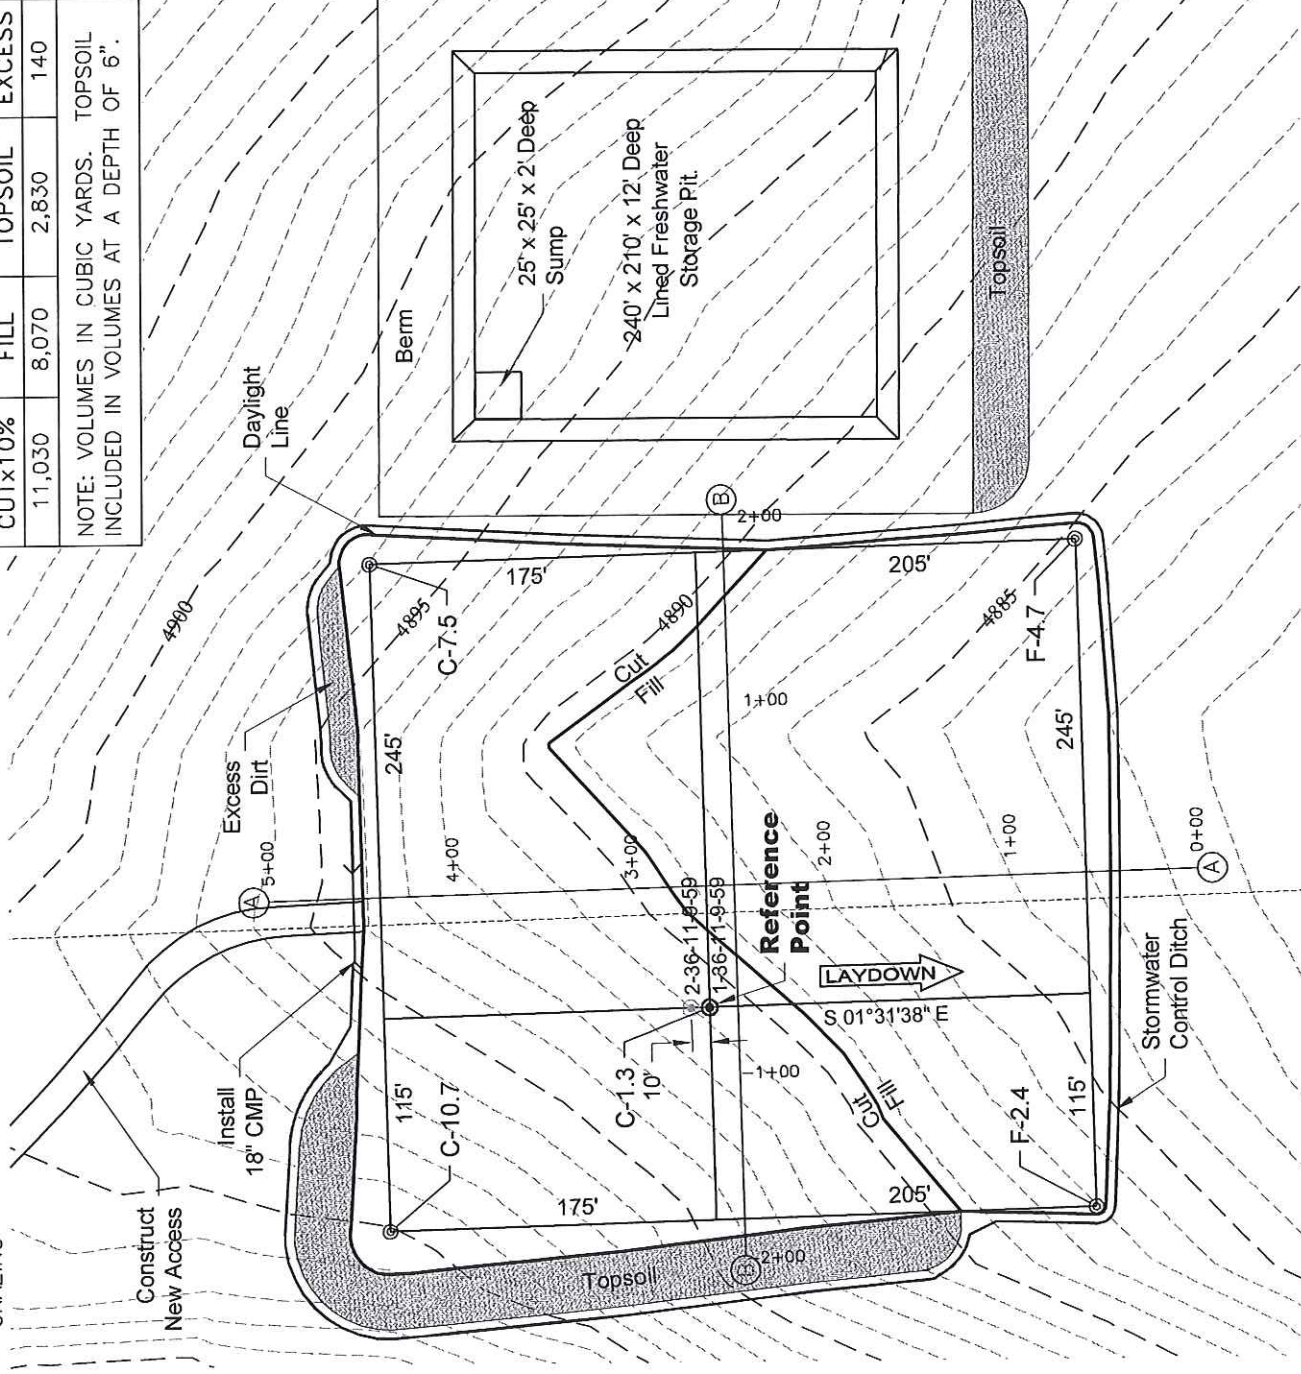 CUTx10% FILL TOPSOIL EXCESS
11,030 8,070 2,830 140
NOTE: VOLUMES IN CUBIC YARDS. TOPSOIL
INCLUDED IN VOLUMES AT A DEPTH OF 6".
Berm
25' x 25' x 2' Deep
Sump
240' x 210' x 12' Deep
Lined Freshwater
Storage Pit.
Topsoil
Daylight
Line
4900
4895
4890
4885
Excess
Dirt
C-7.5
175'
205'
F-4.7
245'
245'
Cut
Fill
B
2+00
1+00
A
5+00
4+00
3+00
2+00
1+00
0+00
A
2-36-11-9-59
1-36-11-9-59
Reference
Point
LAYDOWN
S 01°31'38" E
C-1.3
10'
-1+00
Install
18" CMP
Construct
New Access
115'
C-10.7
175'
205'
Cut
Fill
F-2.4
115'
Stormwater
Control Ditch
Topsoil
B
-2+00